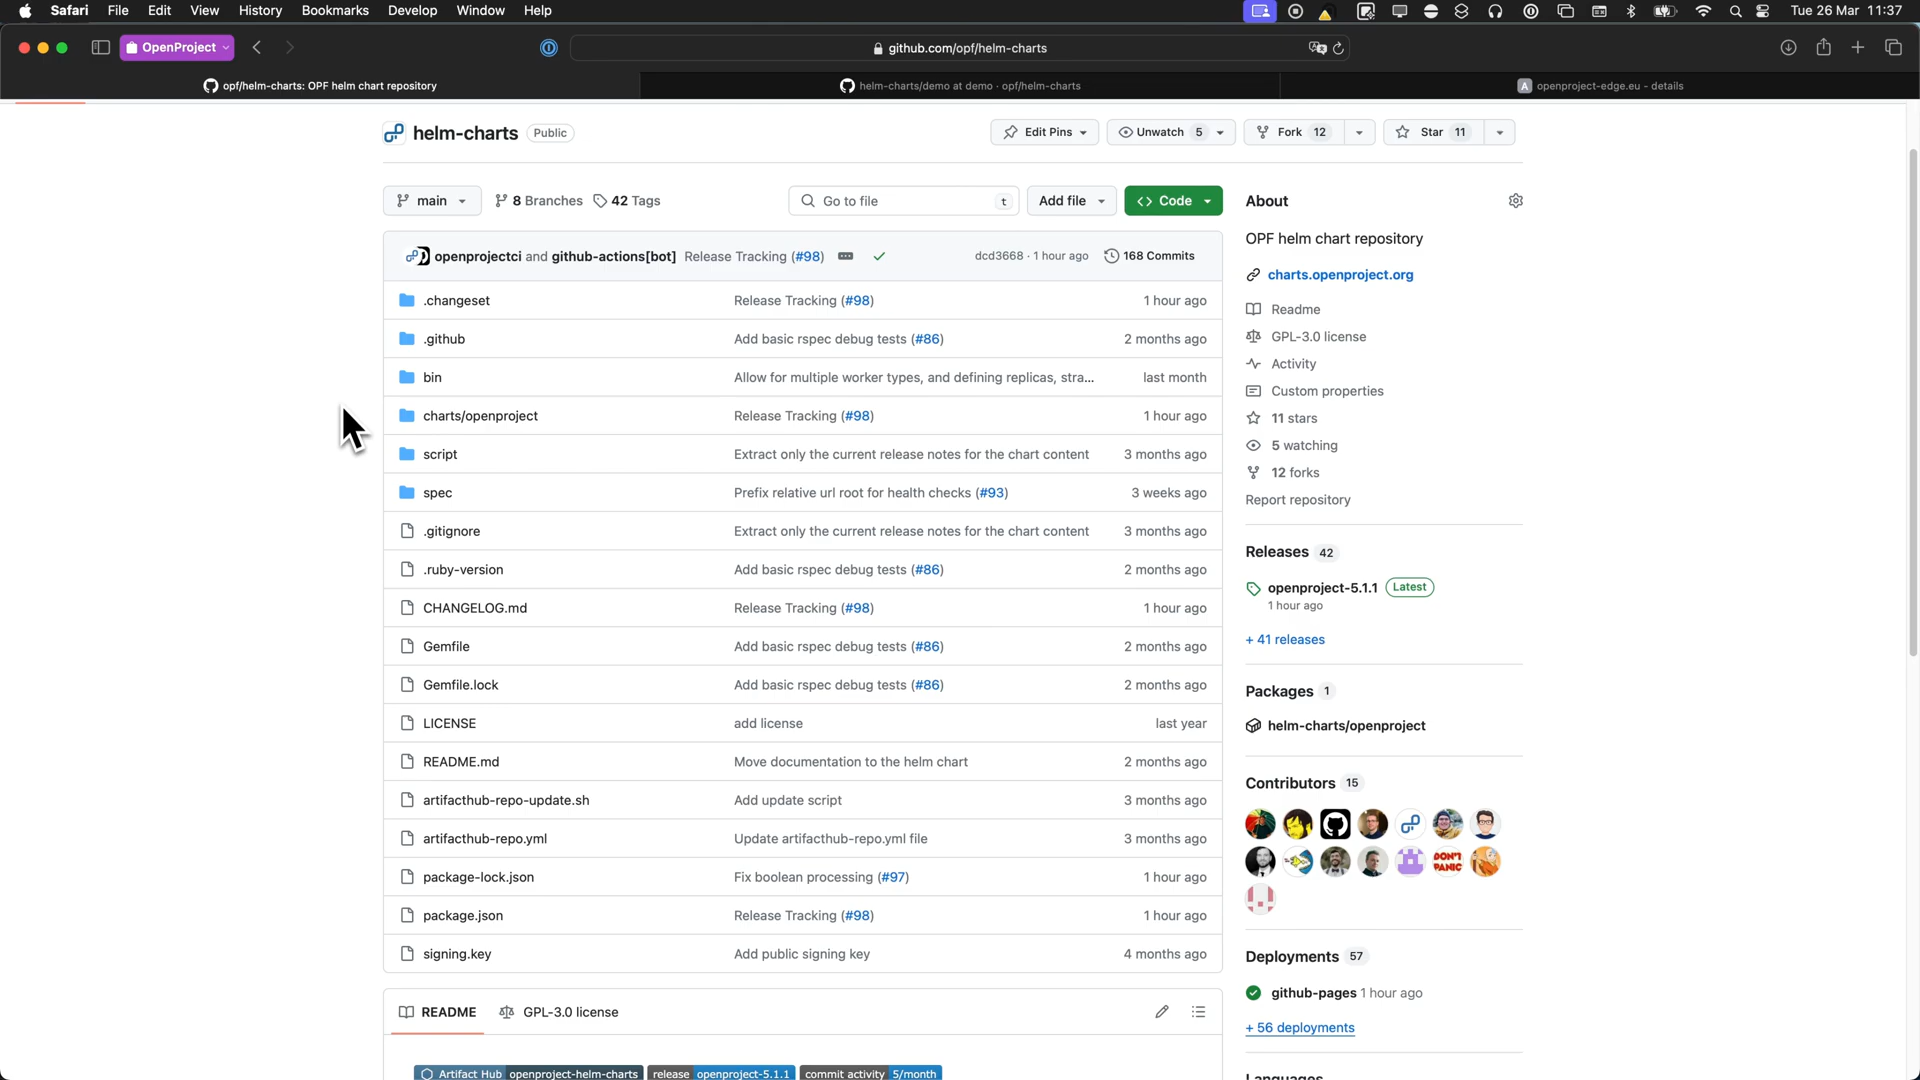 Safari File Edit View History Bookmarks Develop Window Help
Tue 26 Mar 11:37
OpenProject
github.com/opf/helm-charts
opf/helm-charts: OPF helm chart repository
helm-charts/demo at demo · opf/helm-charts
A openproject-edge.eu - details
helm-charts Public
Edit Pins
Unwatch 5
Fork 12
Star 11
main
8 Branches
42 Tags
Go to file t
Add file
<> Code
openprojectci and github-actions[bot] Release Tracking (#98)
dcd3668 · 1 hour ago
168 Commits
.changeset Release Tracking (#98) 1 hour ago
.github Add basic rspec debug tests (#86) 2 months ago
bin Allow for multiple worker types, and defining replicas, stra... last month
charts/openproject Release Tracking (#98) 1 hour ago
script Extract only the current release notes for the chart content 3 months ago
spec Prefix relative url root for health checks (#93) 3 weeks ago
.gitignore Extract only the current release notes for the chart content 3 months ago
.ruby-version Add basic rspec debug tests (#86) 2 months ago
CHANGELOG.md Release Tracking (#98) 1 hour ago
Gemfile Add basic rspec debug tests (#86) 2 months ago
Gemfile.lock Add basic rspec debug tests (#86) 2 months ago
LICENSE add license last year
README.md Move documentation to the helm chart 2 months ago
artifacthub-repo-update.sh Add update script 3 months ago
artifacthub-repo.yml Update artifacthub-repo.yml file 3 months ago
package-lock.json Fix boolean processing (#97) 1 hour ago
package.json Release Tracking (#98) 1 hour ago
signing.key Add public signing key 4 months ago
README
GPL-3.0 license
Artifact Hub openproject-helm-charts
release openproject-5.1.1
commit activity 5/month
About
OPF helm chart repository
charts.openproject.org
Readme
GPL-3.0 license
Activity
Custom properties
11 stars
5 watching
12 forks
Report repository
Releases 42
openproject-5.1.1 Latest
1 hour ago
+ 41 releases
Packages 1
helm-charts/openproject
Contributors 15
DON'T
PANIC
Deployments 57
github-pages 1 hour ago
+ 56 deployments
Languages